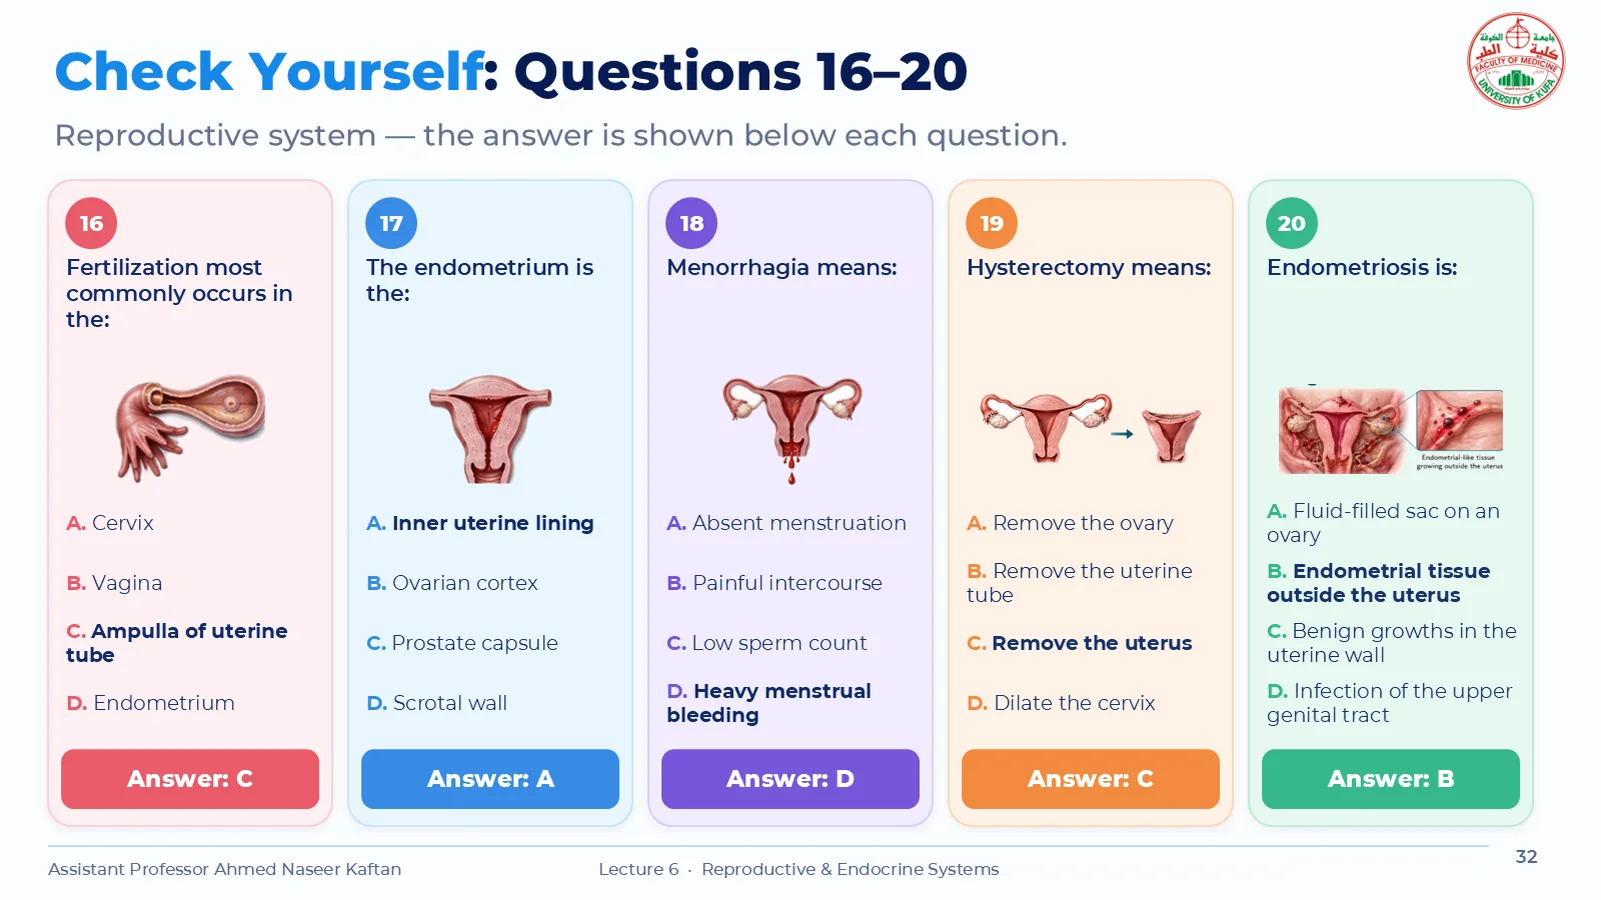 Check Yourself: Questions 16–20
جامعة الكوفة
كلية الطب
FACULTY OF MEDICINE
UNIVERSITY OF KUFA
Reproductive system — the answer is shown below each question.
16
Fertilization most
commonly occurs in
the:
A. Cervix
B. Vagina
C. Ampulla of uterine
tube
D. Endometrium
Answer: C
17
The endometrium is
the:
A. Inner uterine lining
B. Ovarian cortex
C. Prostate capsule
D. Scrotal wall
Answer: A
18
Menorrhagia means:
A. Absent menstruation
B. Painful intercourse
C. Low sperm count
D. Heavy menstrual
bleeding
Answer: D
19
Hysterectomy means:
A. Remove the ovary
B. Remove the uterine
tube
C. Remove the uterus
D. Dilate the cervix
Answer: C
20
Endometriosis is:
Endometrial-like tissue
growing outside the uterus
A. Fluid-filled sac on an
ovary
B. Endometrial tissue
outside the uterus
C. Benign growths in the
uterine wall
D. Infection of the upper
genital tract
Answer: B
Assistant Professor Ahmed Naseer Kaftan
Lecture 6 · Reproductive & Endocrine Systems
32